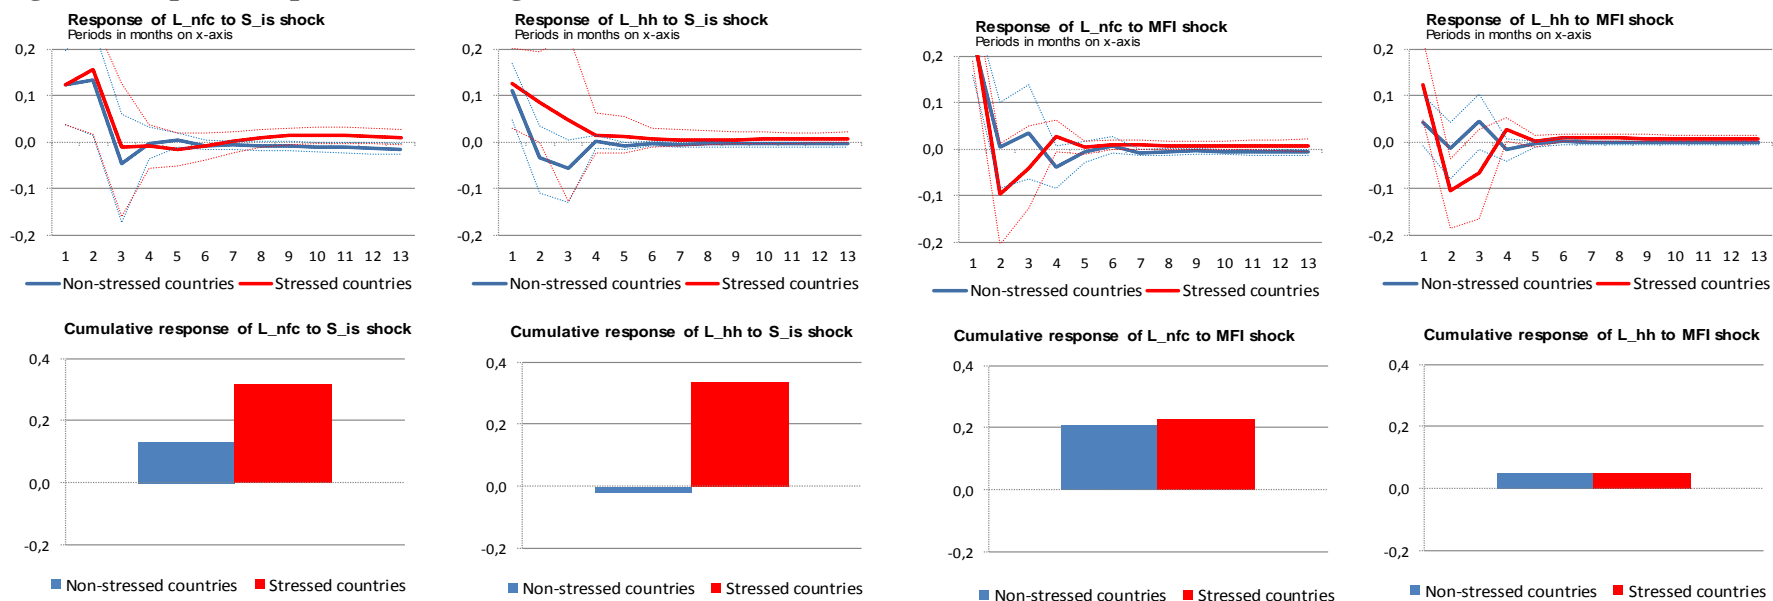 Response of L_nfc to S_is shock
Periods in months on x-axis
0,2
0,1
0,0
-0,1
-0,2
1 2 3 4 5 6 7 8 9 10 11 12 13
Non-stressed countries Stressed countries
Response of L_hh to S_is shock
Periods in months on x-axis
0,2
0,1
0,0
-0,1
-0,2
1 2 3 4 5 6 7 8 9 10 11 12 13
Non-stressed countries Stressed countries
Response of L_nfc to MFI shock
Periods in months on x-axis
0,2
0,1
0,0
-0,1
-0,2
1 2 3 4 5 6 7 8 9 10 11 12 13
Non-stressed countries Stressed countries
Response of L_hh to MFI shock
Periods in months on x-axis
0,2
0,1
0,0
-0,1
-0,2
1 2 3 4 5 6 7 8 9 10 11 12 13
Non-stressed countries Stressed countries
Cumulative response of L_nfc to S_is shock
0,4
0,2
0,0
-0,2
Non-stressed countries Stressed countries
Cumulative response of L_hh to S_is shock
0,4
0,2
0,0
-0,2
Non-stressed countries Stressed countries
Cumulative response of L_nfc to MFI shock
0,4
0,2
0,0
-0,2
Non-stressed countries Stressed countries
Cumulative response of L_hh to MFI shock
0,4
0,2
0,0
-0,2
Non-stressed countries Stressed countries